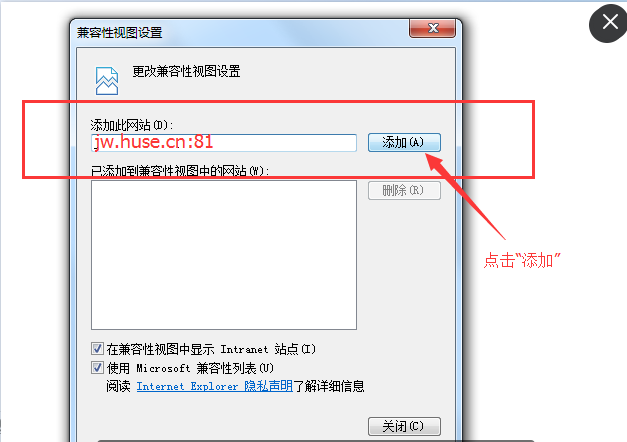 兼容性视图设置
更改兼容性视图设置
添加此网站(D):
jw.huse.cn:81
添加(A)
已添加到兼容性视图中的网站(W):
删除(R)
点击“添加”
在兼容性视图中显示 Intranet 站点(I)
使用 Microsoft 兼容性列表(U)
阅读 Internet Explorer 隐私声明了解详细信息
关闭(C)